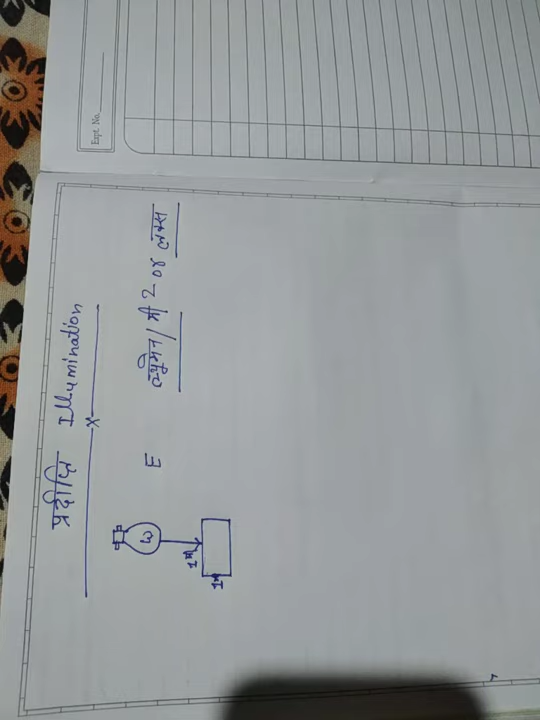 Expt. No.
प्रदीप्ति Illumination
x
E ल्युमेन / मी 2 or लक्स
1मी
1मी